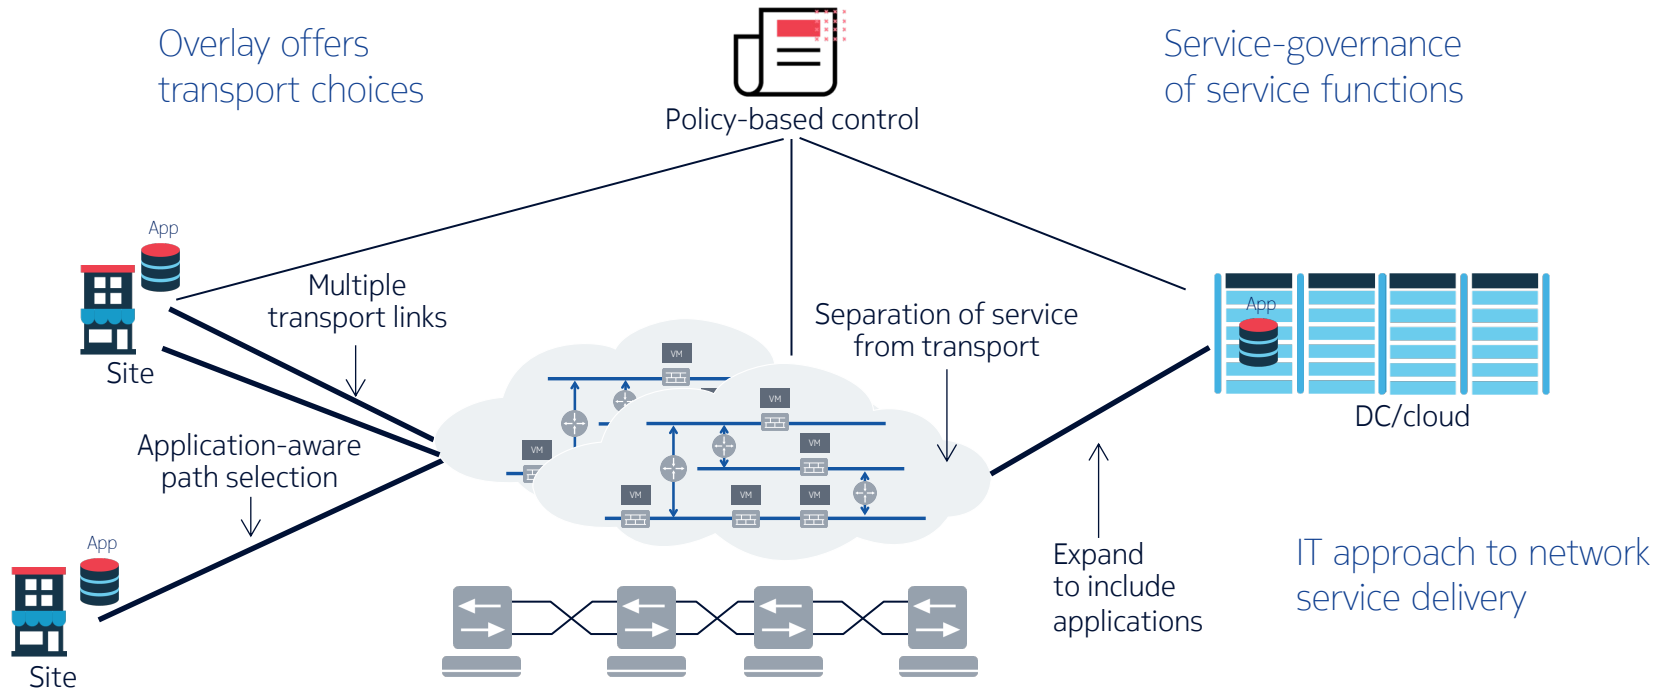 Overlay offers
transport choices
Policy-based control
Service-governance
of service functions
App
Multiple
transport links
Site
Separation of service
from transport
App
DC/cloud
VM
VM
VM
VM
VM
VM
VM
Application-aware
path selection
App
Site
Expand
to include
applications
IT approach to network
service delivery